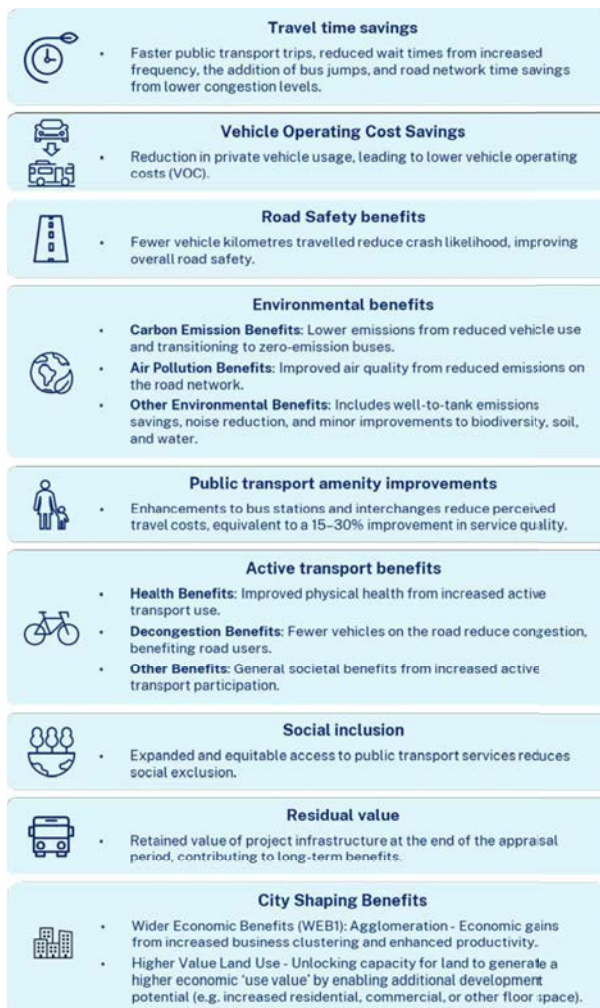 Travel time savings
• Faster public transport trips, reduced wait times from increased
frequency, the addition of bus jumps, and road network time savings
from lower congestion levels.
Vehicle Operating Cost Savings
• Reduction in private vehicle usage, leading to lower vehicle operating
costs (VOC).
Road Safety benefits
• Fewer vehicle kilometres travelled reduce crash likelihood, improving
overall road safety.
Environmental benefits
• Carbon Emission Benefits: Lower emissions from reduced vehicle use
and transitioning to zero-emission buses.
• Air Pollution Benefits: Improved air quality from reduced emissions on
the road network.
• Other Environmental Benefits: Includes well-to-tank emissions
savings, noise reduction, and minor improvements to biodiversity, soil,
and water.
Public transport amenity improvements
• Enhancements to bus stations and interchanges reduce perceived
travel costs, equivalent to a 15–30% improvement in service quality.
Active transport benefits
• Health Benefits: Improved physical health from increased active
transport use.
• Decongestion Benefits: Fewer vehicles on the road reduce congestion,
benefiting road users.
• Other Benefits: General societal benefits from increased active
transport participation.
Social inclusion
• Expanded and equitable access to public transport services reduces
social exclusion.
Residual value
• Retained value of project infrastructure at the end of the appraisal
period, contributing to long-term benefits.
City Shaping Benefits
• Wider Economic Benefits (WEB1): Agglomeration - Economic gains
from increased business clustering and enhanced productivity.
• Higher Value Land Use - Unlocking capacity for land to generate a
higher economic ‘use value’ by enabling additional development
potential (e.g. increased residential, commercial, or other floor space).